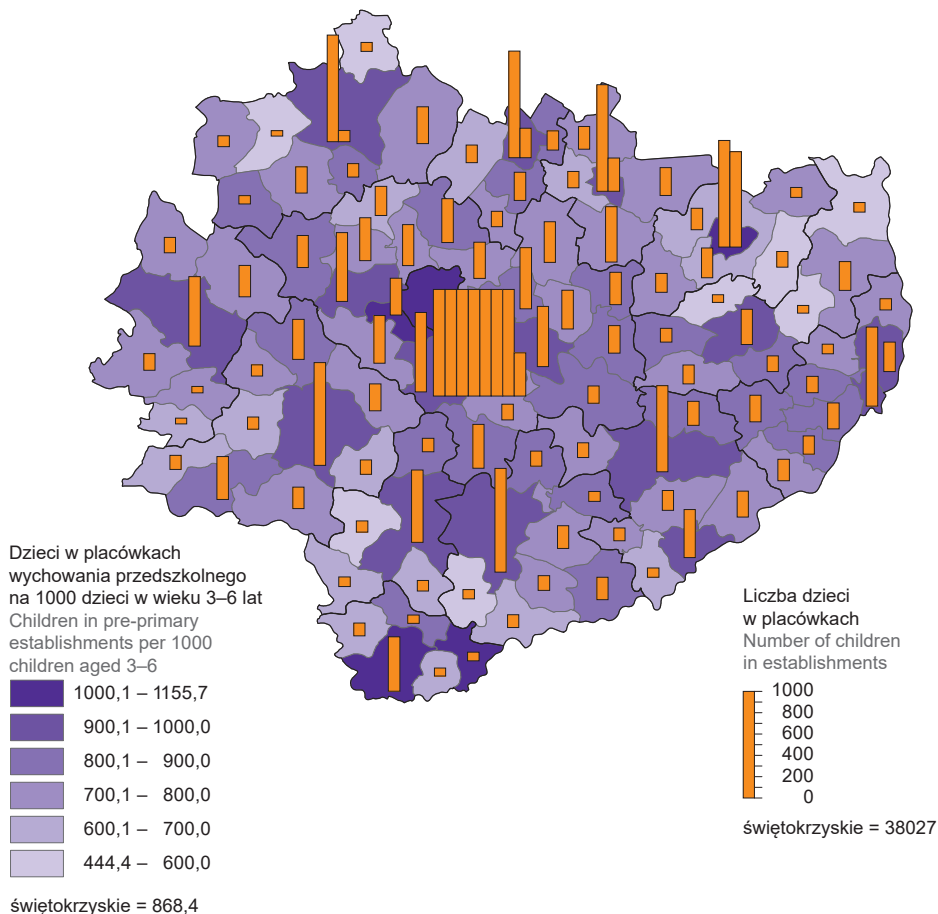 Dzieci w placówkach
wychowania przedszkolnego
na 1000 dzieci w wieku 3–6 lat
Children in pre-primary
establishments per 1000
children aged 3–6
1000,1 – 1155,7
900,1 – 1000,0
800,1 – 900,0
700,1 – 800,0
600,1 – 700,0
444,4 – 600,0
świętokrzyskie = 868,4
Liczba dzieci
w placówkach
Number of children
in establishments
1000
800
600
400
200
0
świętokrzyskie = 38027